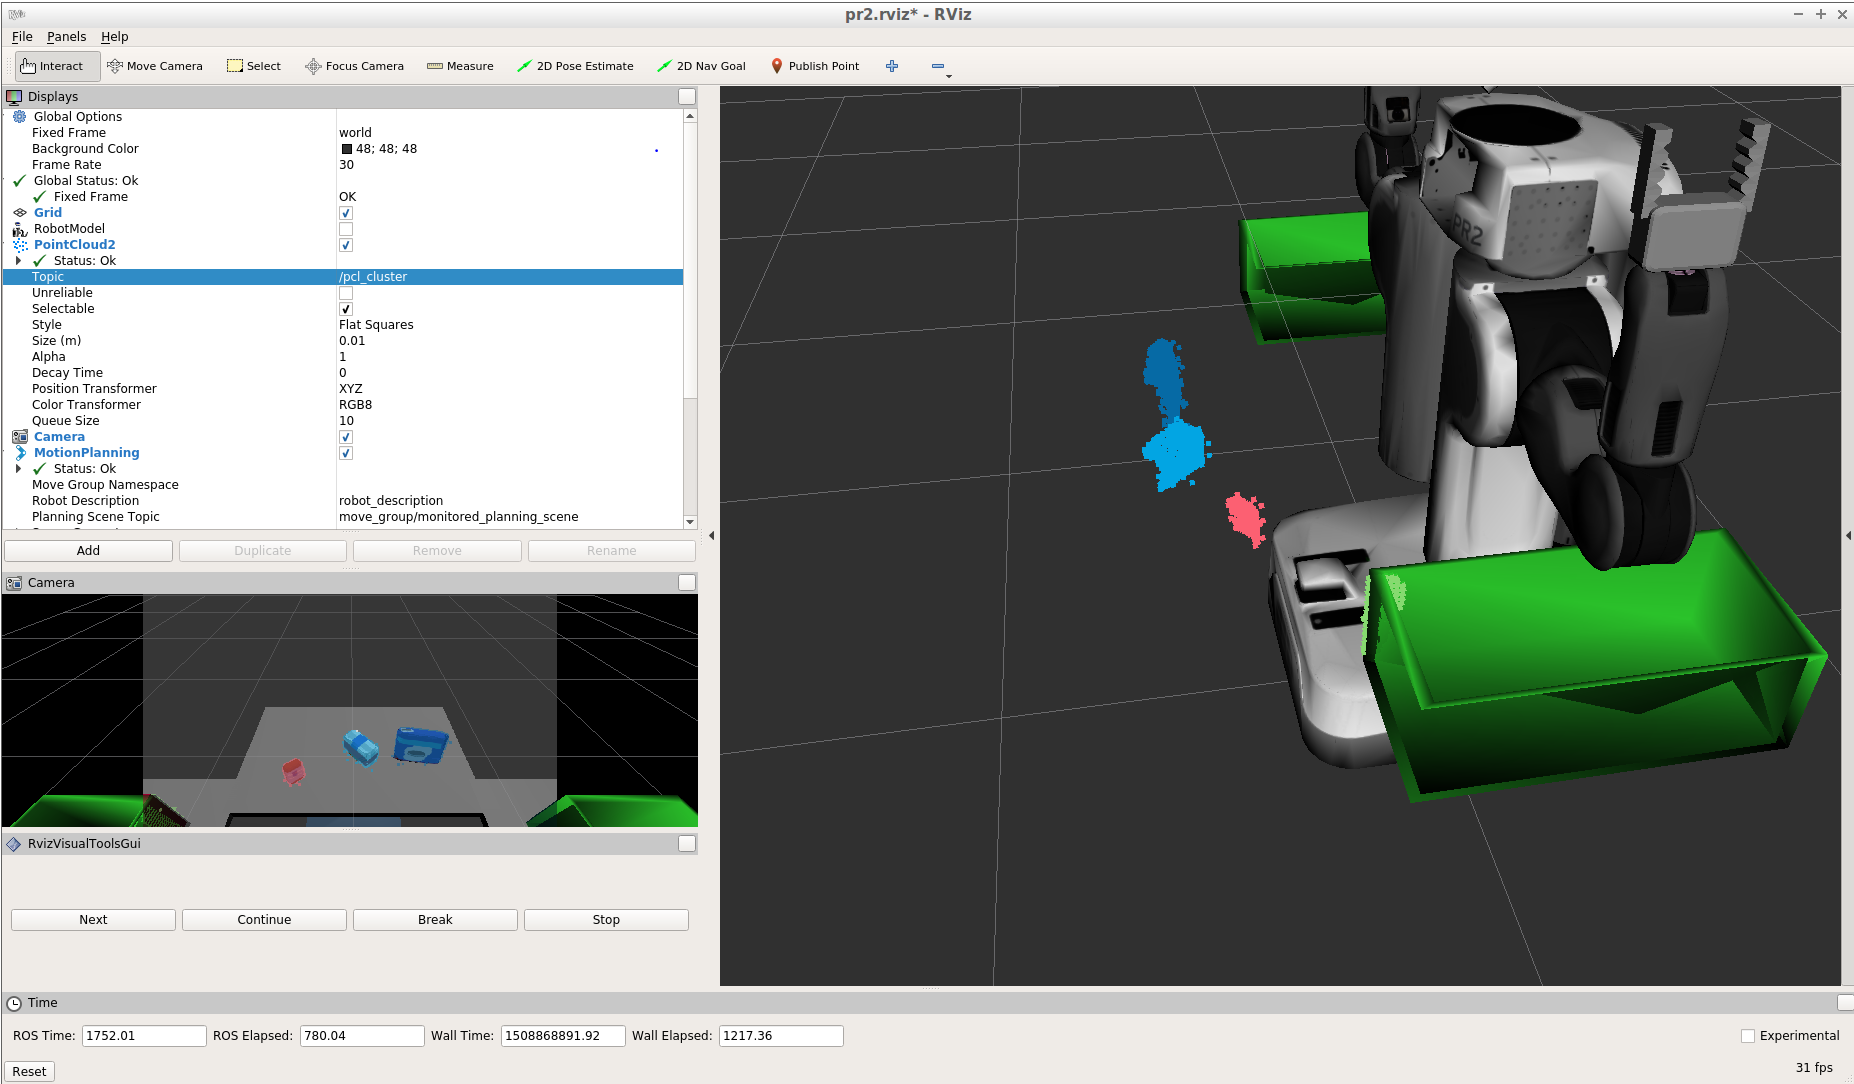 pr2.rviz* - RViz
File Panels Help
Interact Move Camera Select Focus Camera Measure 2D Pose Estimate 2D Nav Goal Publish Point
Displays
Global Options
Fixed Frame world
Background Color 48; 48; 48
Frame Rate 30
Global Status: Ok
Fixed Frame OK
Grid
RobotModel
PointCloud2
Status: Ok
Topic /pcl_cluster
Unreliable
Selectable
Style Flat Squares
Size (m) 0.01
Alpha 1
Decay Time 0
Position Transformer XYZ
Color Transformer RGB8
Queue Size 10
Camera
MotionPlanning
Status: Ok
Move Group Namespace
Robot Description robot_description
Planning Scene Topic move_group/monitored_planning_scene
Add Duplicate Remove Rename
Camera
RvizVisualToolsGui
Next Continue Break Stop
PR2
Time
ROS Time: 1752.01 ROS Elapsed: 780.04 Wall Time: 1508868891.92 Wall Elapsed: 1217.36 Experimental
Reset 31 fps